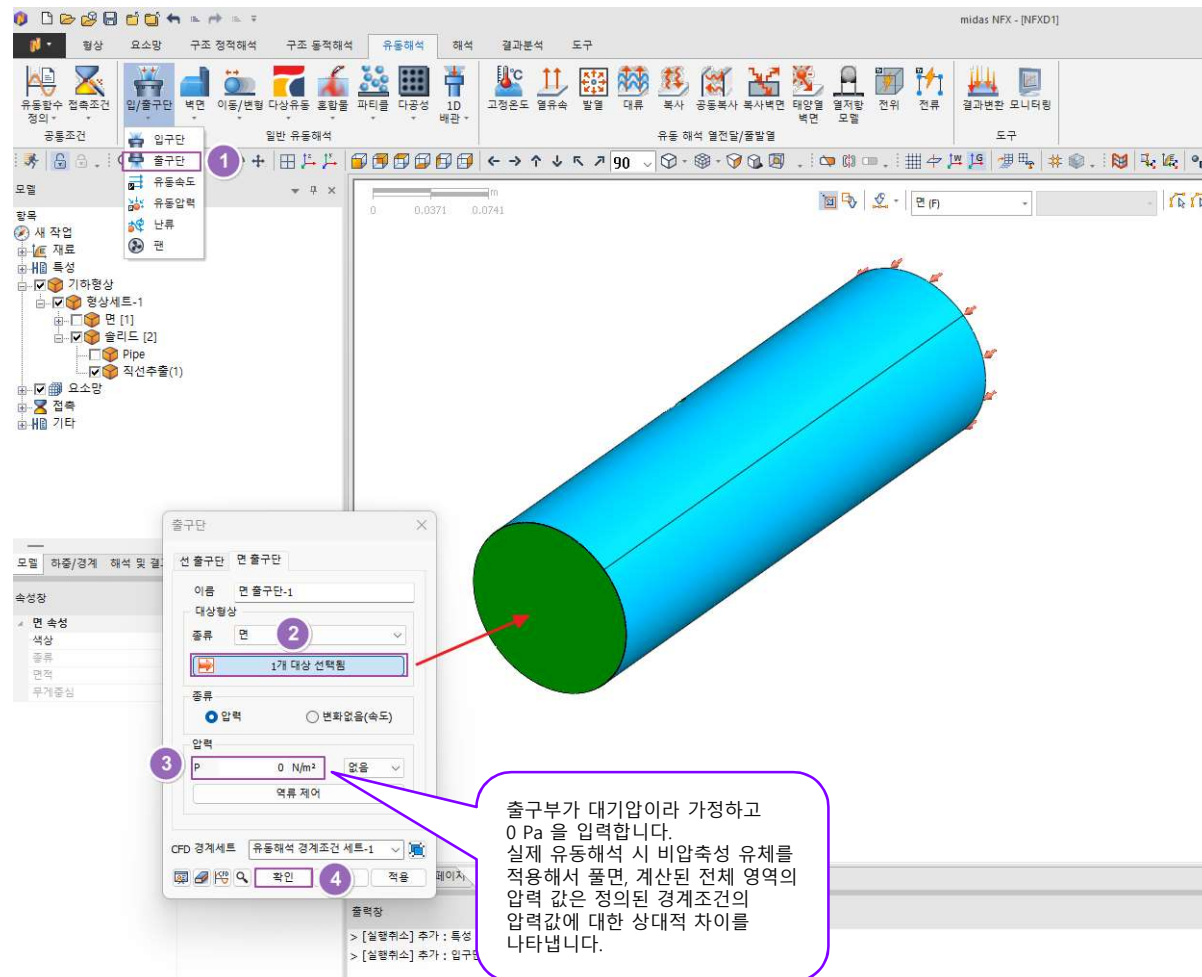 midas NFX - [NFXD1]
형상 요소망 구조 정적해석 구조 동적해석 유동해석 해석 결과분석 도구
유동함수 정의 접촉조건 입/출구단 벽면 이동/변형 다상유동 혼합물 파티클 다공성 1D 배관 고정온도 열유속 발열 대류 복사 공동복사 복사벽면 태양열 벽면 열저항 모델 전위 전류 결과변환 모니터링
공통조건 일반 유동해석 유동 해석 열전달/줄발열 도구
입구단
출구단 1
유동속도
유동압력
난류
팬
90
면 (F)
모델
항목
새 작업
재료
특성
기하형상
형상세트-1
면 [1]
솔리드 [2]
Pipe
직선추출(1)
요소망
접촉
기타
m
0 0.0371 0.0741
모델 하중/경계
속성장
면 속성
색상
종류
면적
무게중심
출구단
선 출구단 면 출구단
이름 면 출구단-1
대상형상
종류 면 2
1개 대상 선택됨
종류
압력 변화없음(속도)
압력
3 P 0 N/m² 없음
역류 제어
CFD 경계세트 유동해석 경계조건 세트-1
확인 4 적용
출구부가 대기압이라 가정하고
0 Pa 을 입력합니다.
실제 유동해석 시 비압축성 유체를
적용해서 풀면, 계산된 전체 영역의
압력 값은 정의된 경계조건의
압력값에 대한 상대적 차이를
나타냅니다.
출력창
> [실행취소] 추가 : 특성
> [실행취소] 추가 : 입구단